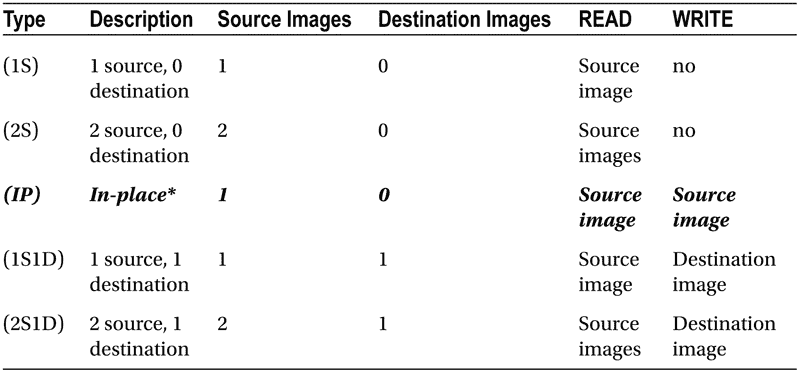 Type Description Source Images Destination Images READ WRITE
(1S) 1 source, 0 1 0 Source no
destination image
(2S) 2 source, 0 2 0 Source no
destination images
(IP) In-place* 1 0 Source Source
image image
(1S1D) 1 source, 1 1 1 Source Destination
destination image image
(2S1D) 2 source, 1 2 1 Source Destination
destination images image